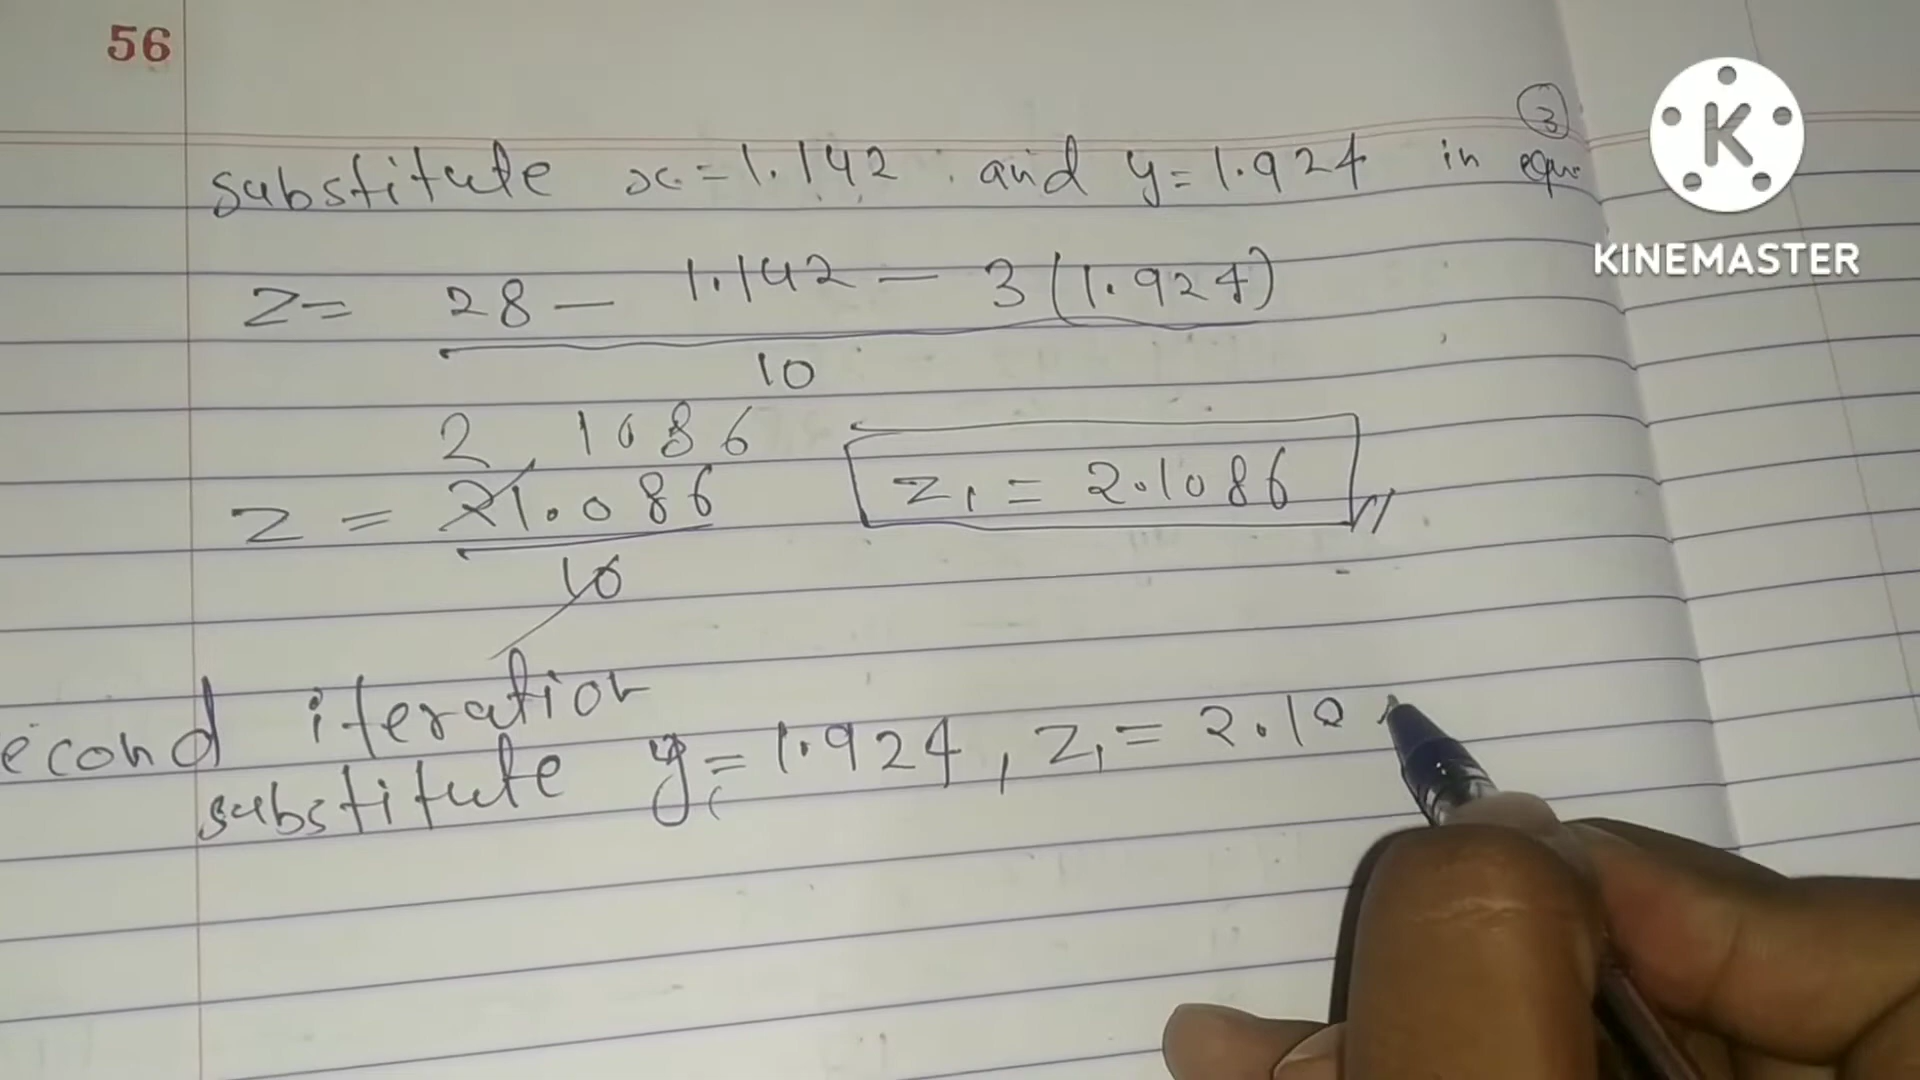 56
3
substitute x=1.142 and y=1.924 in equ.
z= 28 - 1.142 - 3(1.924)
10
2.1086
z = 21.086
10
z₁ = 2.1086
econd iteration
substitute y₁= 1.924, z₁= 2.10
K
KINEMASTER